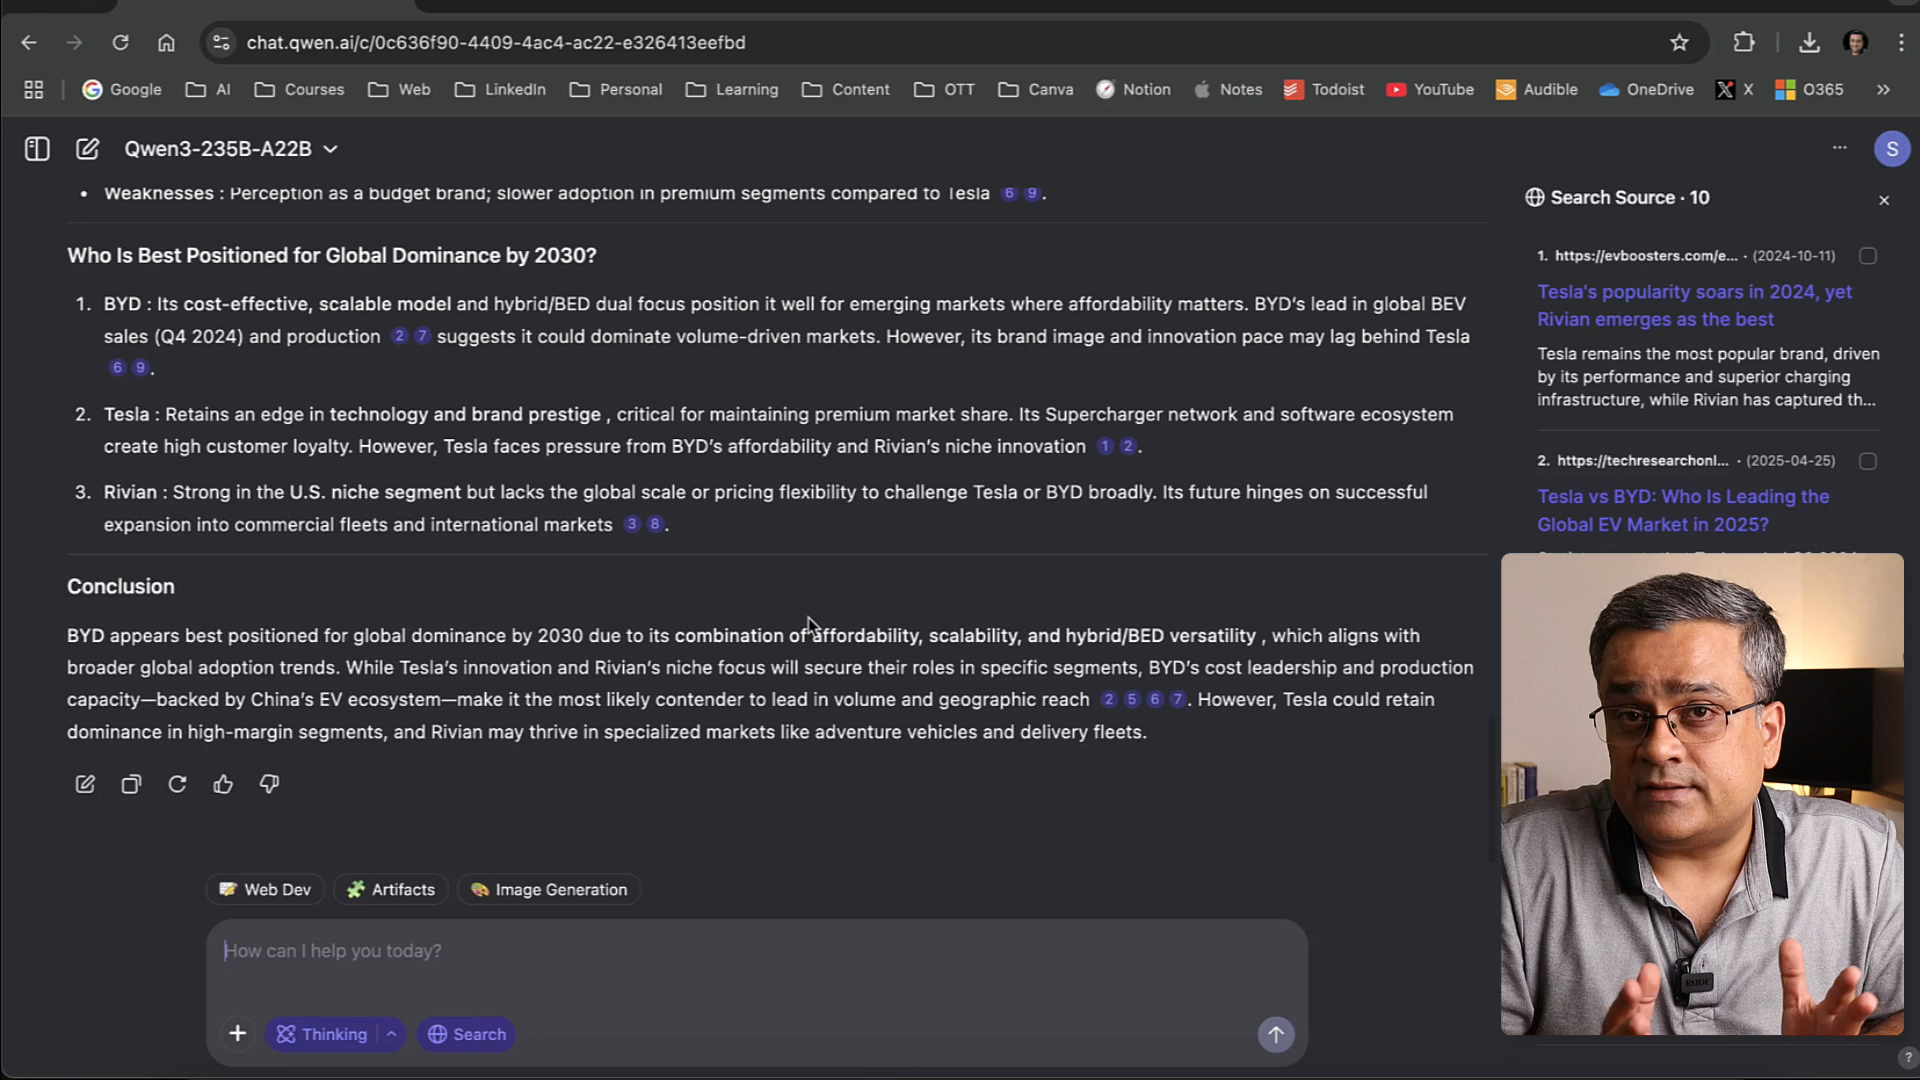 chat.qwen.ai/c/0c636f90-4409-4ac4-ac22-e326413eefbd
Google AI Courses Web LinkedIn Personal Learning Content OTT Canva Notion Notes Todoist YouTube Audible OneDrive X O365 »
Qwen3-235B-A22B
S
• Weaknesses : Perception as a budget brand; slower adoption in premium segments compared to Tesla 6 9 .
Who Is Best Positioned for Global Dominance by 2030?
1. BYD : Its cost-effective, scalable model and hybrid/BED dual focus position it well for emerging markets where affordability matters. BYD’s lead in global BEV
sales (Q4 2024) and production 2 7 suggests it could dominate volume-driven markets. However, its brand image and innovation pace may lag behind Tesla
6 9 .
2. Tesla : Retains an edge in technology and brand prestige , critical for maintaining premium market share. Its Supercharger network and software ecosystem
create high customer loyalty. However, Tesla faces pressure from BYD’s affordability and Rivian’s niche innovation 1 2 .
3. Rivian : Strong in the U.S. niche segment but lacks the global scale or pricing flexibility to challenge Tesla or BYD broadly. Its future hinges on successful
expansion into commercial fleets and international markets 3 8 .
Conclusion
BYD appears best positioned for global dominance by 2030 due to its combination of affordability, scalability, and hybrid/BED versatility , which aligns with
broader global adoption trends. While Tesla’s innovation and Rivian’s niche focus will secure their roles in specific segments, BYD’s cost leadership and production
capacity—backed by China’s EV ecosystem—make it the most likely contender to lead in volume and geographic reach 2 5 6 7 . However, Tesla could retain
dominance in high-margin segments, and Rivian may thrive in specialized markets like adventure vehicles and delivery fleets.
Web Dev Artifacts Image Generation
How can I help you today?
Thinking Search
Search Source · 10
1. https://evboosters.com/e... · (2024-10-11)
Tesla's popularity soars in 2024, yet
Rivian emerges as the best
Tesla remains the most popular brand, driven
by its performance and superior charging
infrastructure, while Rivian has captured th...
2. https://techresearchonl... · (2025-04-25)
Tesla vs BYD: Who Is Leading the
Global EV Market in 2025?
RODE
?